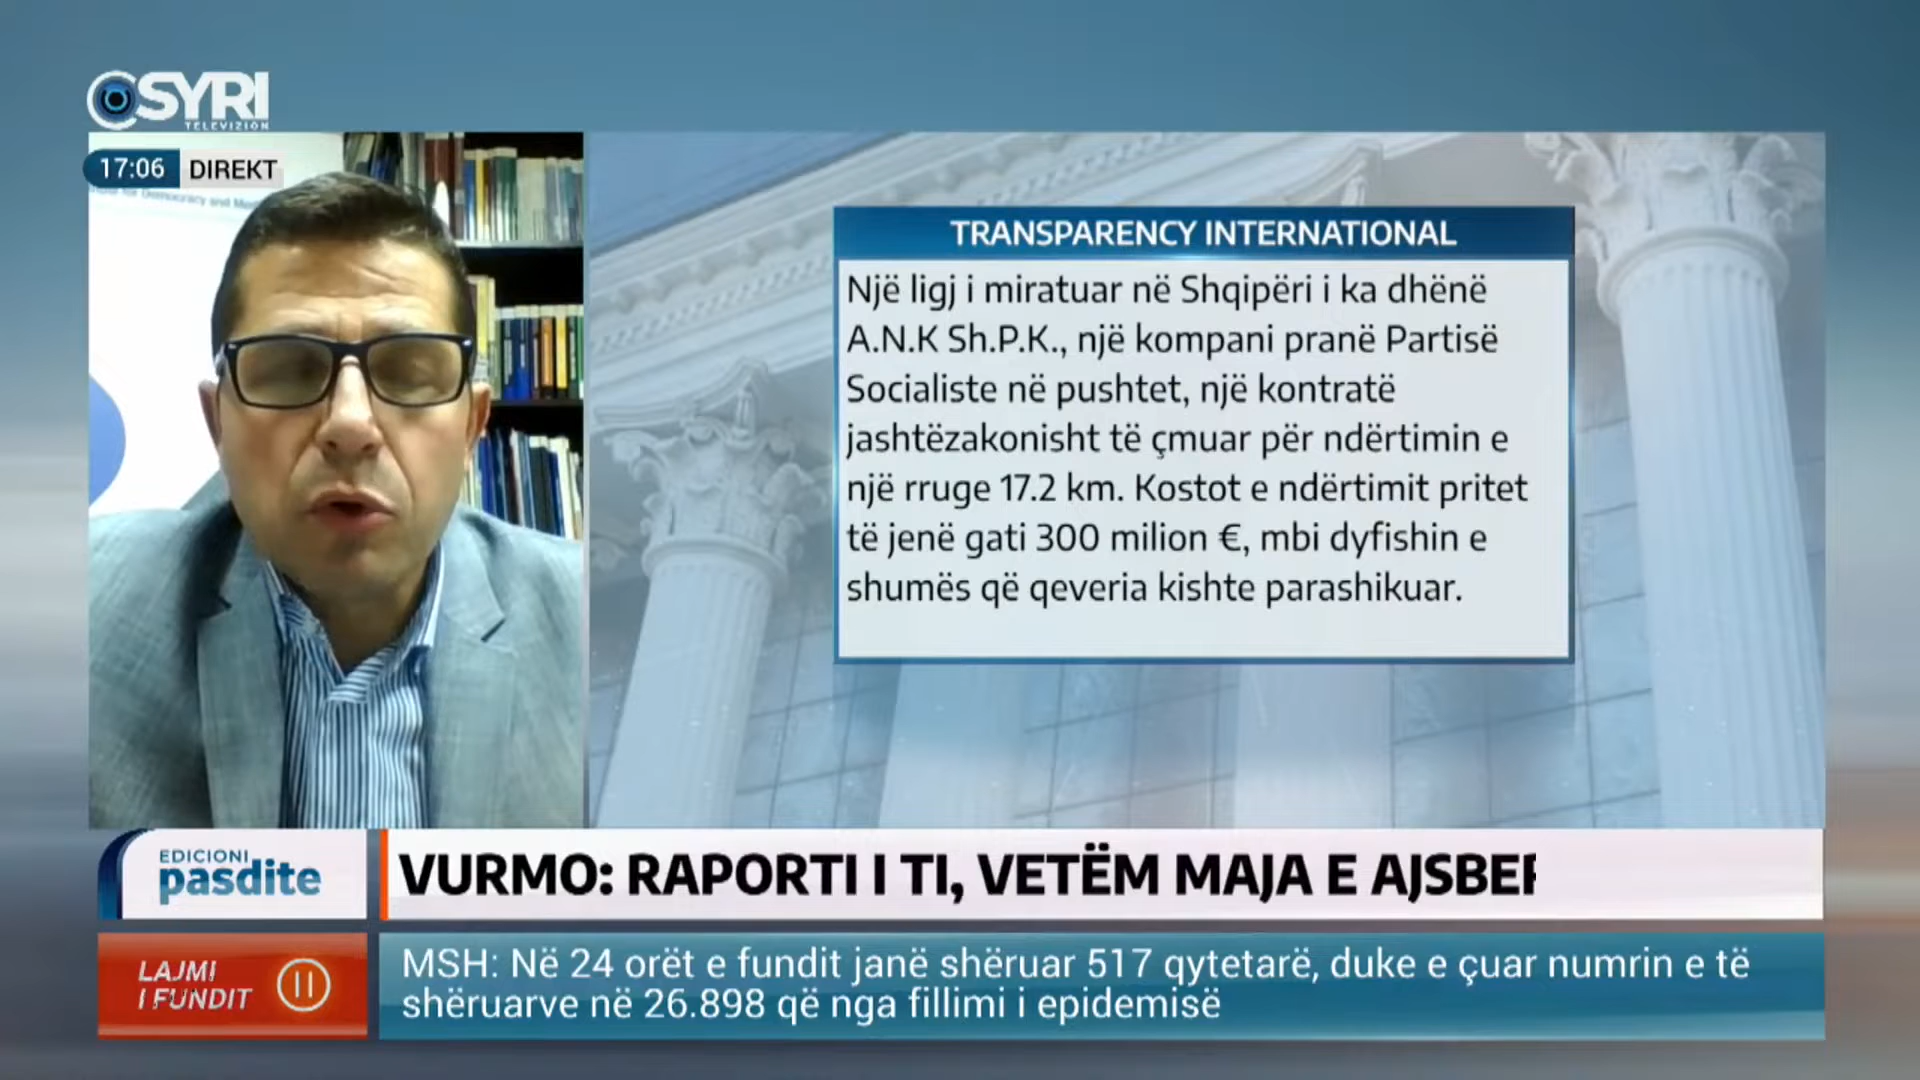 SYRI
TELEVIZION
17:06 DIREKT
for Democracy and
TRANSPARENCY INTERNATIONAL
Një ligj i miratuar në Shqipëri i ka dhënë
A.N.K Sh.P.K., një kompani pranë Partisë
Socialiste në pushtet, një kontratë
jashtëzakonisht të çmuar për ndërtimin e
një rruge 17.2 km. Kostot e ndërtimit pritet
të jenë gati 300 milion €, mbi dyfishin e
shumës që qeveria kishte parashikuar.
EDICIONI
pasdite
VURMO: RAPORTI I TI, VETËM MAJA E AJSBE
LAJMI
I FUNDIT
MSH: Në 24 orët e fundit janë shëruar 517 qytetarë, duke e çuar numrin e të
shëruarve në 26.898 që nga fillimi i epidemisë